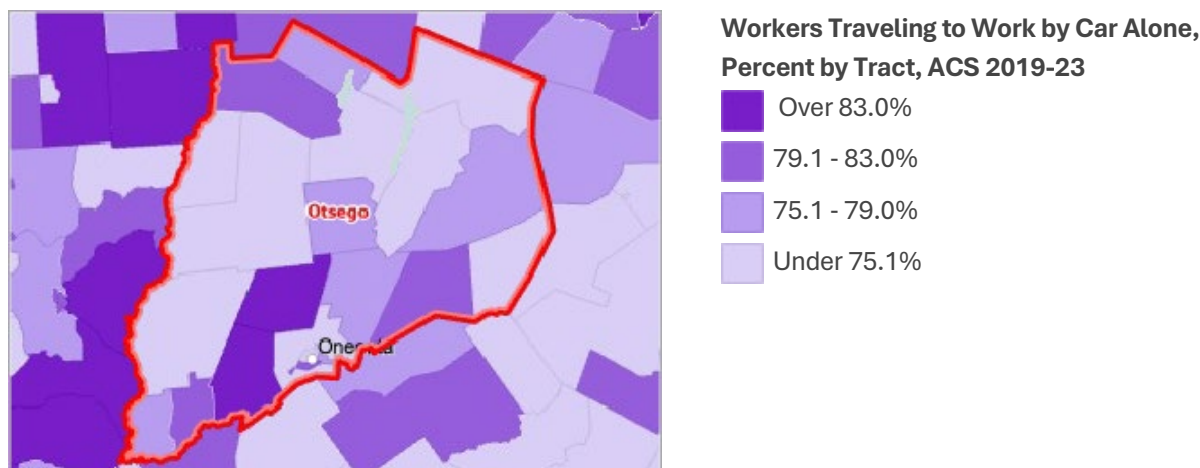 Workers Traveling to Work by Car Alone,
Percent by Tract, ACS 2019-23
Over 83.0%
79.1 - 83.0%
75.1 - 79.0%
Under 75.1%
Otsego